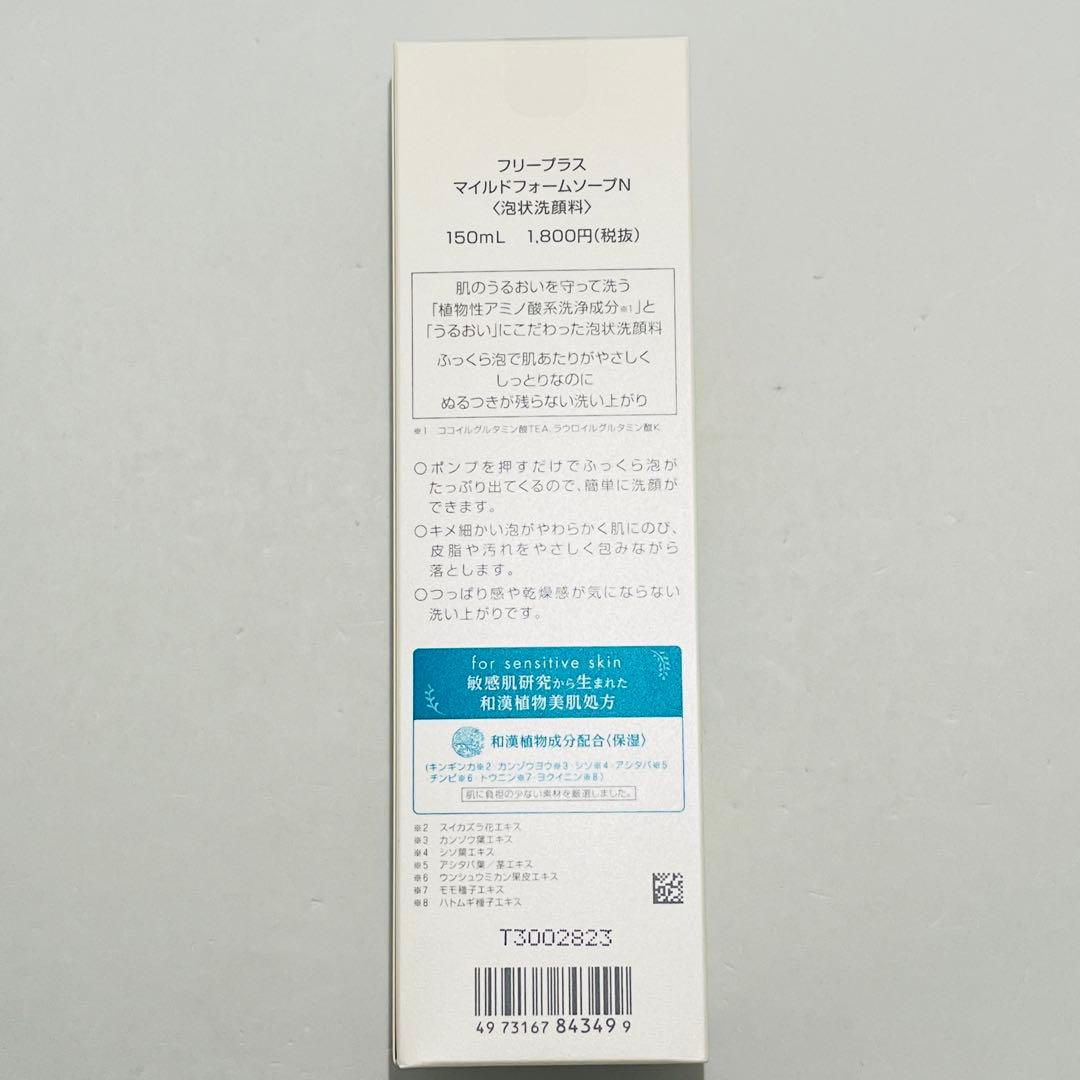 フリープラス
マイルドフォームソープN
〈泡状洗顔料〉
150mL 1,800円(税抜)
肌のうるおいを守って洗う
「植物性アミノ酸系洗浄成分※1」と
「うるおい」にこだわった泡状洗顔料
ふっくら泡で肌あたりがやさしく
しっとりなのに
ぬるつきが残らない洗い上がり
※1 ココイルグルタミン酸TEA、ラウロイルグルタミン酸K
○ポンプを押すだけでふっくら泡が
たっぷり出てくるので、簡単に洗顔が
できます。
○キメ細かい泡がやわらかく肌にのび、
皮脂や汚れをやさしく包みながら
落とします。
○つっぱり感や乾燥感が気にならない
洗い上がりです。
for sensitive skin
敏感肌研究から生まれた
和漢植物美肌処方
和漢植物成分配合〈保湿〉
(キンギンカ※2・カンゾウヨウ※3・シソ※4・アシタバ※5
チンピ※6・トウニン※7・ヨクイニン※8)
肌に負担の少ない素材を厳選しました。
※2 スイカズラ花エキス
※3 カンゾウ葉エキス
※4 シソ葉エキス
※5 アシタバ葉/茎エキス
※6 ウンシュウミカン果皮エキス
※7 モモ種子エキス
※8 ハトムギ種子エキス
T3002823
4973167843499